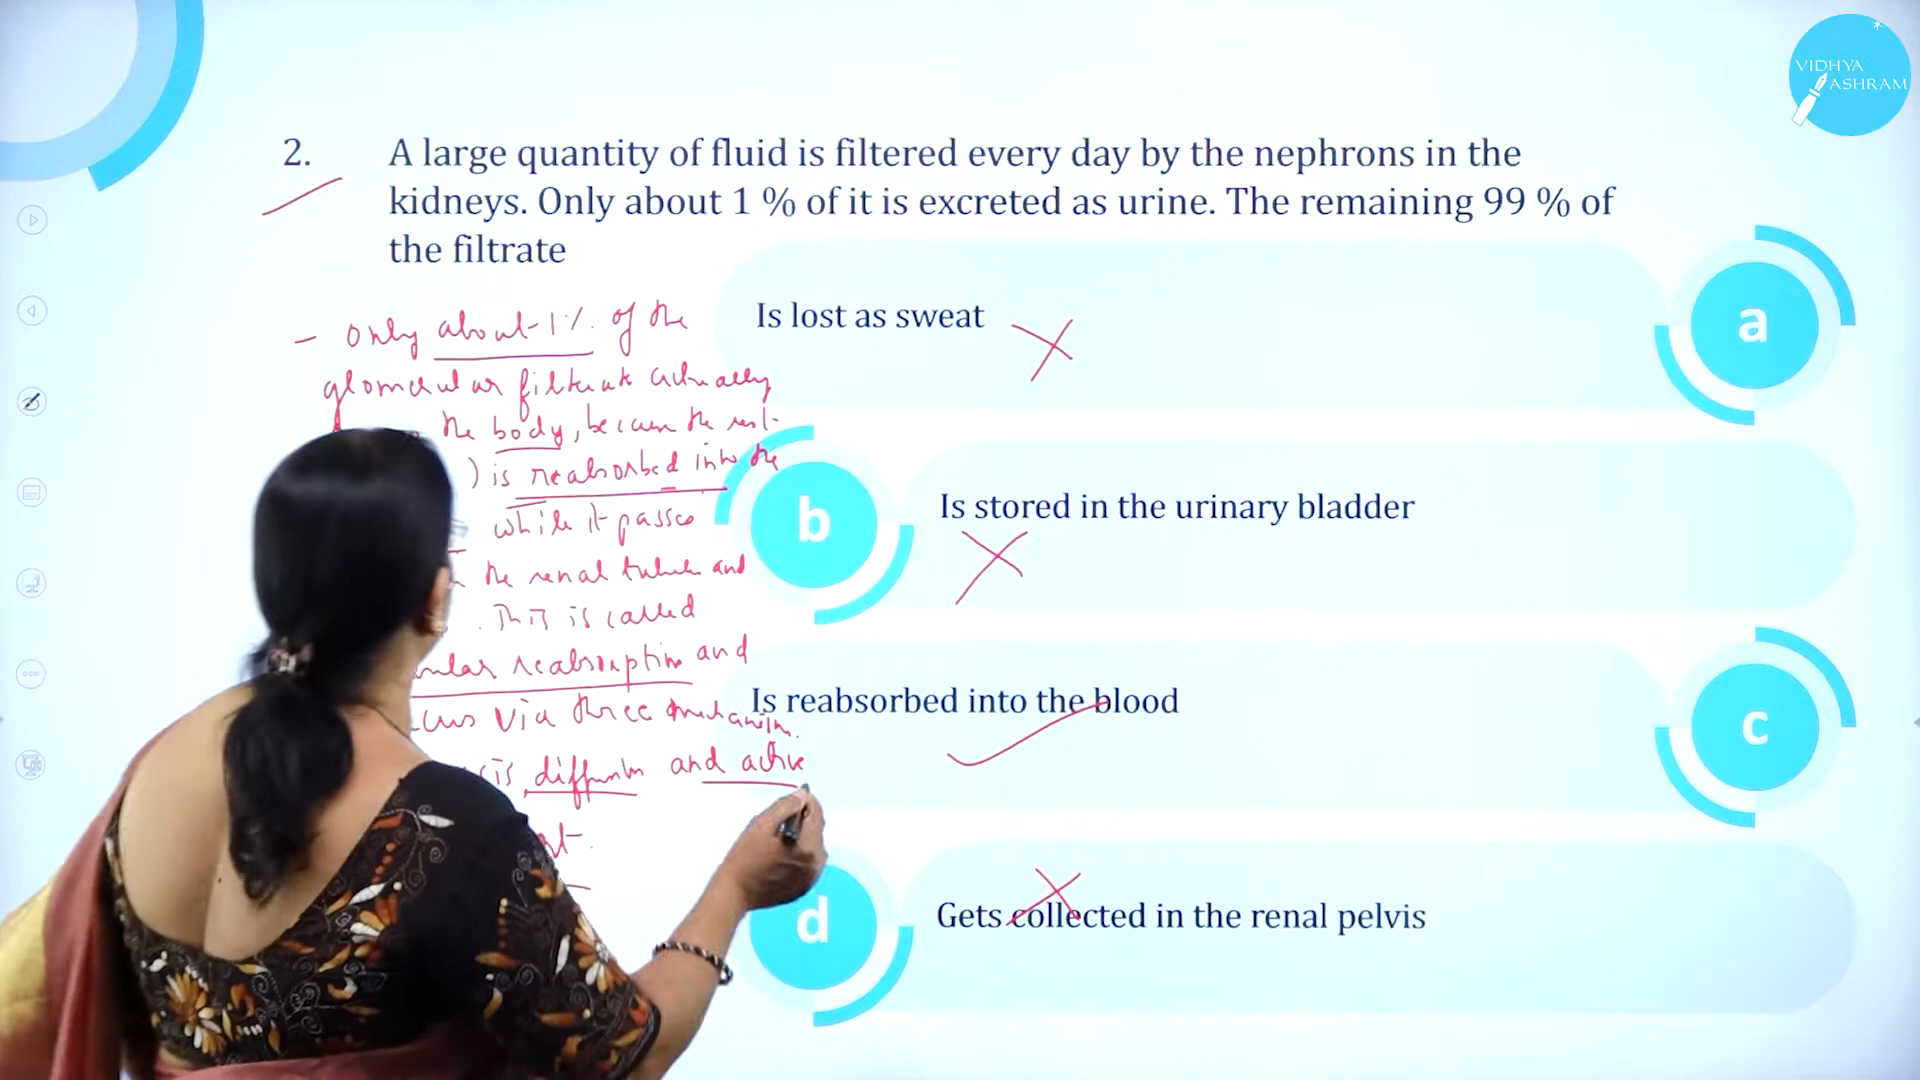 VIDHYA
ASHRAM
2. A large quantity of fluid is filtered every day by the nephrons in the
kidneys. Only about 1 % of it is excreted as urine. The remaining 99 % of
the filtrate
a
Is lost as sweat
b
Is stored in the urinary bladder
c
Is reabsorbed into the blood
d
Gets collected in the renal pelvis
- Only about 1%. of the
glomerular filtrate actually
the body, because the rest
) is reabsorbed into the
while it passes
the renal tubule and
. This is called
reabsorption and
via three mechanism.
diffusion and active